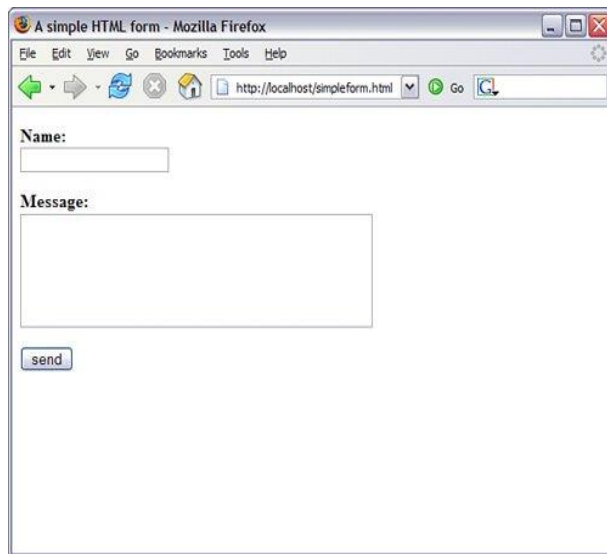 A simple HTML form - Mozilla Firefox
File Edit View Go Bookmarks Tools Help
http://localhost/simpleform.html Go G
Name:
Message:
send